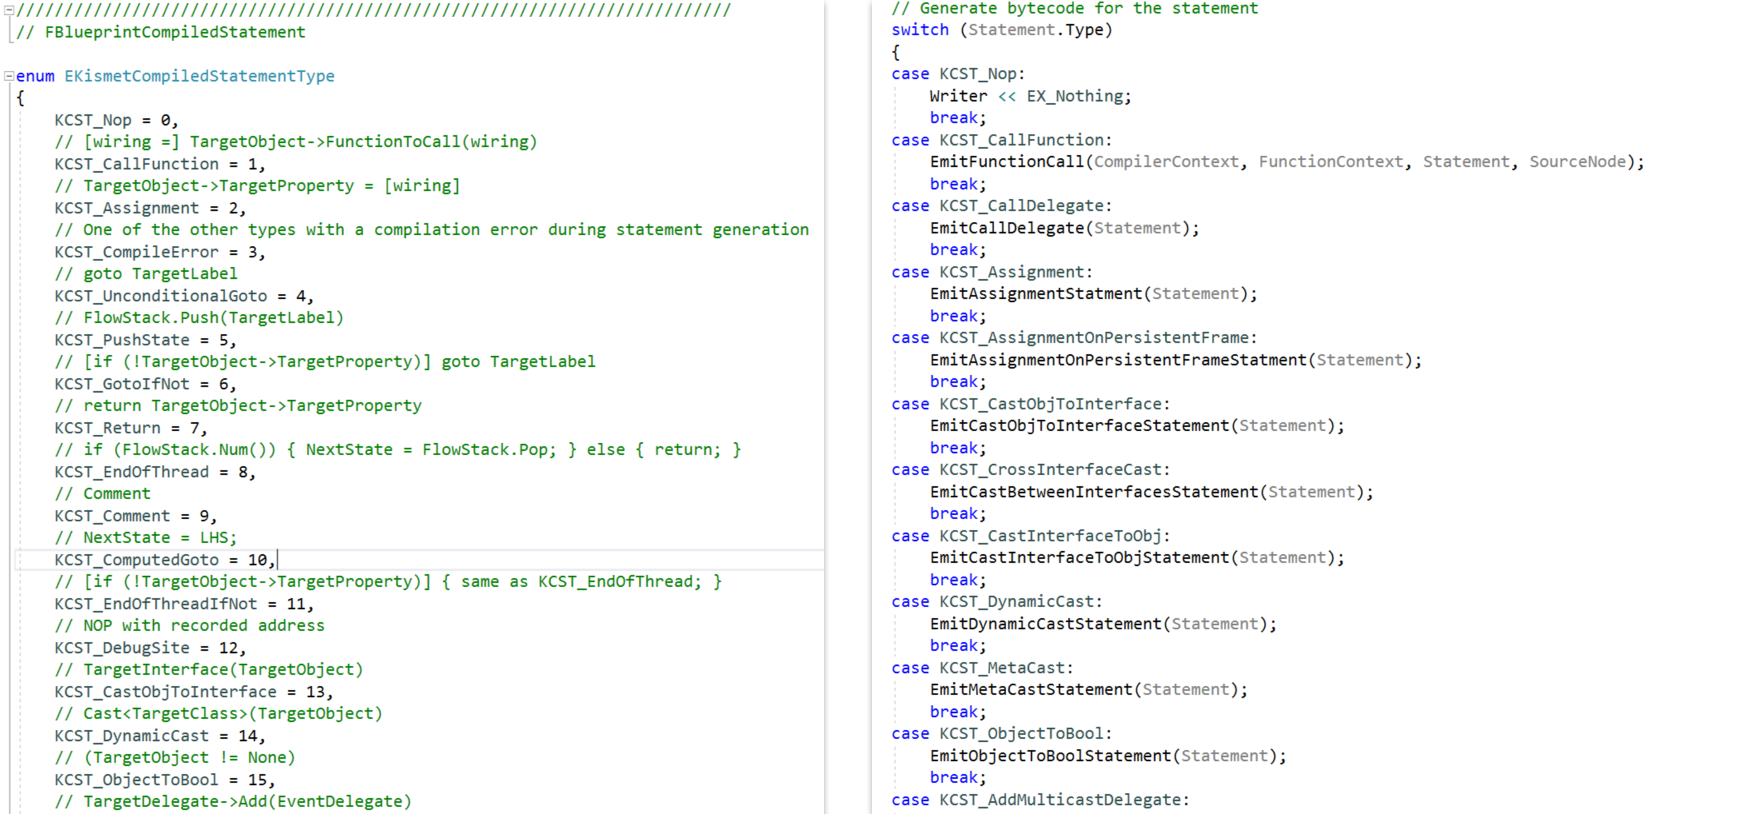 //////////////////////////////////////////////////////////////////////////
// FBlueprintCompiledStatement
enum EKismetCompiledStatementType
{
KCST_Nop = 0,
// [wiring =] TargetObject->FunctionToCall(wiring)
KCST_CallFunction = 1,
// TargetObject->TargetProperty = [wiring]
KCST_Assignment = 2,
// One of the other types with a compilation error during statement generation
KCST_CompileError = 3,
// goto TargetLabel
KCST_UnconditionalGoto = 4,
// FlowStack.Push(TargetLabel)
KCST_PushState = 5,
// [if (!TargetObject->TargetProperty)] goto TargetLabel
KCST_GotoIfNot = 6,
// return TargetObject->TargetProperty
KCST_Return = 7,
// if (FlowStack.Num()) { NextState = FlowStack.Pop; } else { return; }
KCST_EndOfThread = 8,
// Comment
KCST_Comment = 9,
// NextState = LHS;
KCST_ComputedGoto = 10,
// [if (!TargetObject->TargetProperty)] { same as KCST_EndOfThread; }
KCST_EndOfThreadIfNot = 11,
// NOP with recorded address
KCST_DebugSite = 12,
// TargetInterface(TargetObject)
KCST_CastObjToInterface = 13,
// Cast<TargetClass>(TargetObject)
KCST_DynamicCast = 14,
// (TargetObject != None)
KCST_ObjectToBool = 15,
// TargetDelegate->Add(EventDelegate)
// Generate bytecode for the statement
switch (Statement.Type)
{
case KCST_Nop:
Writer << EX_Nothing;
break;
case KCST_CallFunction:
EmitFunctionCall(CompilerContext, FunctionContext, Statement, SourceNode);
break;
case KCST_CallDelegate:
EmitCallDelegate(Statement);
break;
case KCST_Assignment:
EmitAssignmentStatment(Statement);
break;
case KCST_AssignmentOnPersistentFrame:
EmitAssignmentOnPersistentFrameStatment(Statement);
break;
case KCST_CastObjToInterface:
EmitCastObjToInterfaceStatement(Statement);
break;
case KCST_CrossInterfaceCast:
EmitCastBetweenInterfacesStatement(Statement);
break;
case KCST_CastInterfaceToObj:
EmitCastInterfaceToObjStatement(Statement);
break;
case KCST_DynamicCast:
EmitDynamicCastStatement(Statement);
break;
case KCST_MetaCast:
EmitMetaCastStatement(Statement);
break;
case KCST_ObjectToBool:
EmitObjectToBoolStatement(Statement);
break;
case KCST_AddMulticastDelegate: